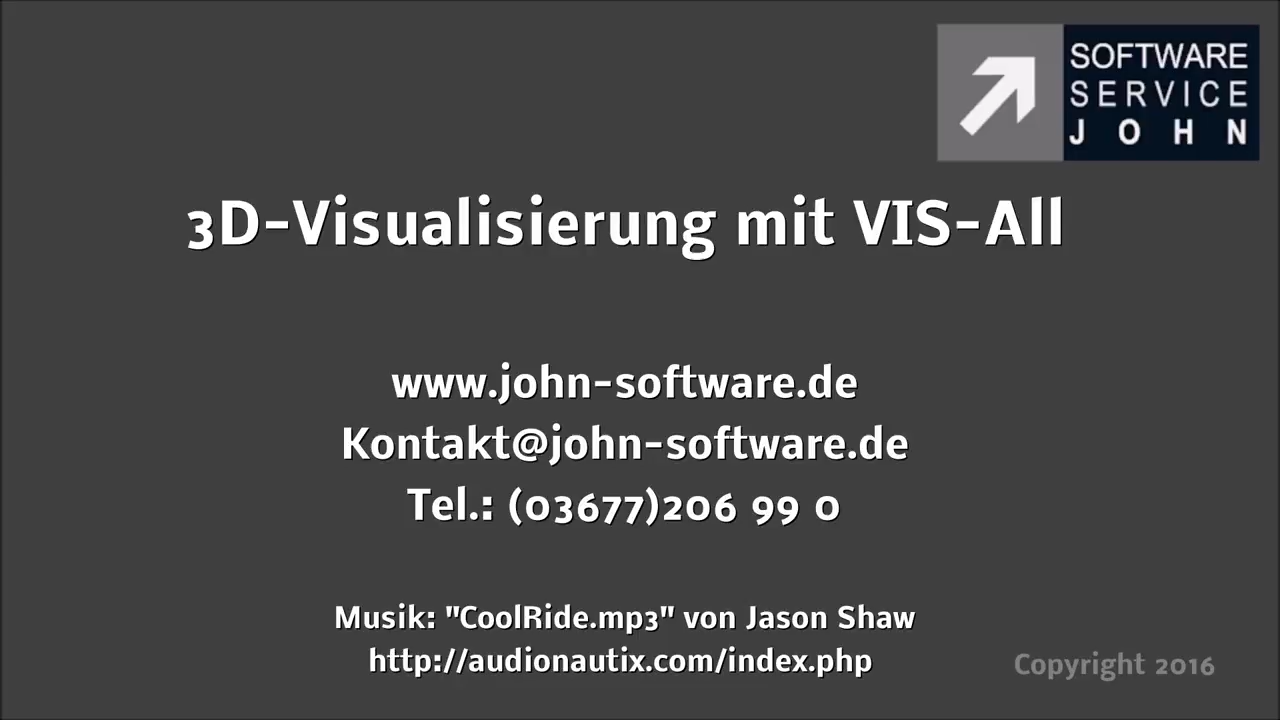 SOFTWARE
SERVICE
JOHN
3D-Visualisierung mit VIS-All
www.john-software.de
Kontakt@john-software.de
Tel.: (03677)206 99 0
Musik: "CoolRide.mp3" von Jason Shaw
http://audionautix.com/index.php
Copyright 2016